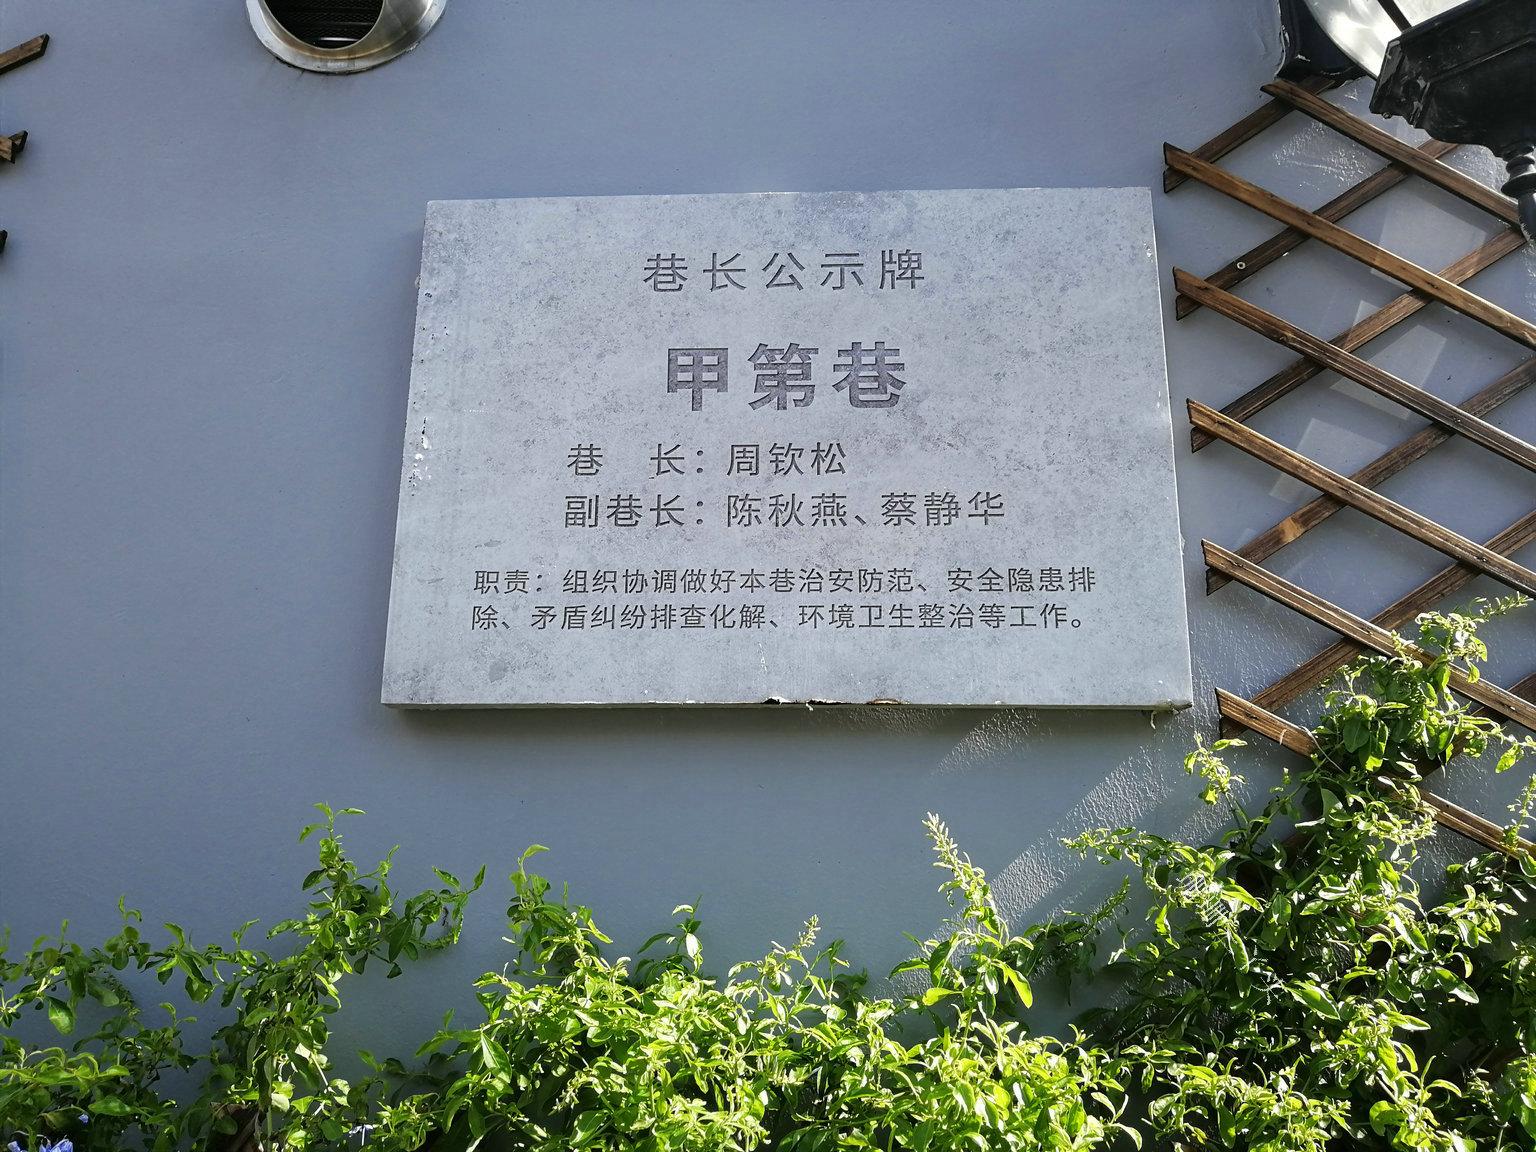 巷长公示牌
甲第巷
巷　长：周钦松
副巷长：陈秋燕、蔡静华
职责：组织协调做好本巷治安防范、安全隐患排
除、矛盾纠纷排查化解、环境卫生整治等工作。